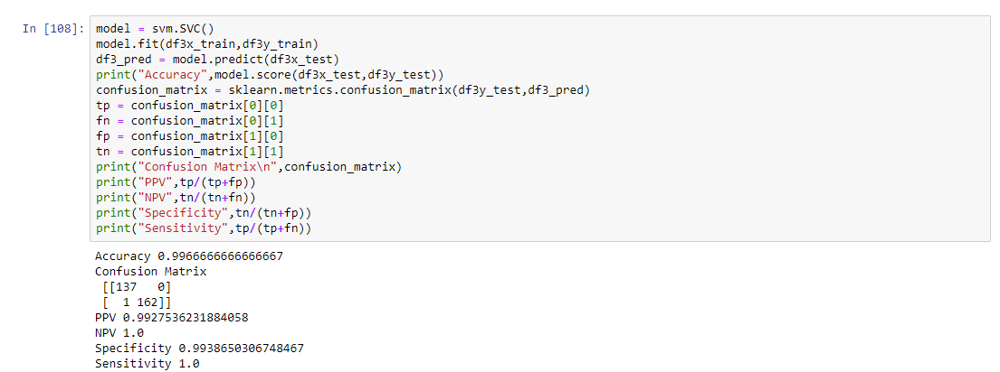 In [108]: model = svm.SVC()
model.fit(df3x_train,df3y_train)
df3_pred = model.predict(df3x_test)
print("Accuracy",model.score(df3x_test,df3y_test))
confusion_matrix = sklearn.metrics.confusion_matrix(df3y_test,df3_pred)
tp = confusion_matrix[0][0]
fn = confusion_matrix[0][1]
fp = confusion_matrix[1][0]
tn = confusion_matrix[1][1]
print("Confusion Matrix\n",confusion_matrix)
print("PPV",tp/(tp+fp))
print("NPV",tn/(tn+fn))
print("Specificity",tn/(tn+fp))
print("Sensitivity",tp/(tp+fn))
Accuracy 0.9966666666666667
Confusion Matrix
[[137   0]
[  1 162]]
PPV 0.9927536231884058
NPV 1.0
Specificity 0.9938650306748467
Sensitivity 1.0